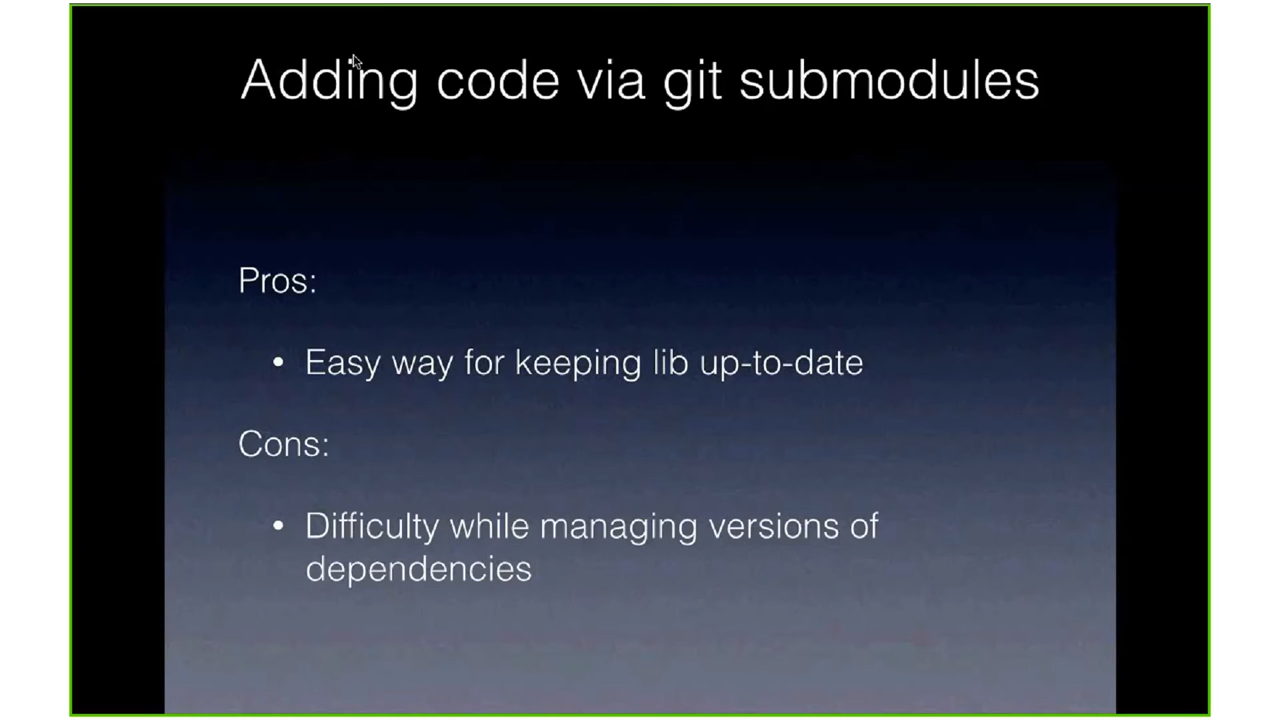 Adding code via git submodules
Pros:
• Easy way for keeping lib up-to-date
Cons:
• Difficulty while managing versions of
dependencies